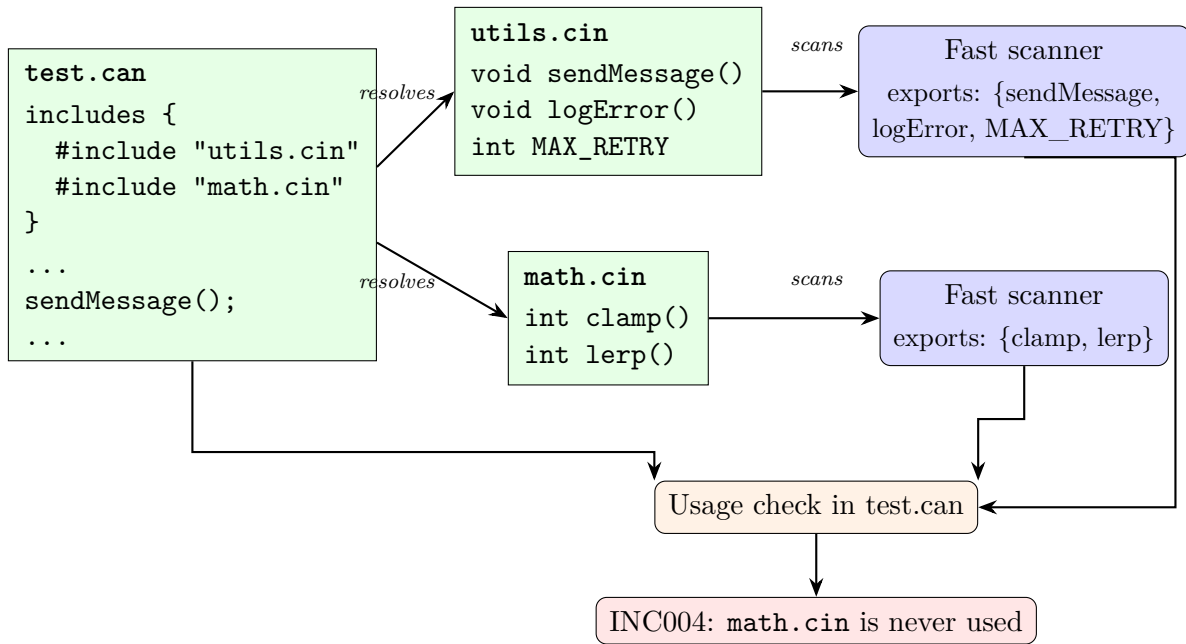 test.can
includes {
  #include "utils.cin"
  #include "math.cin"
}
...
sendMessage();
...
resolves
resolves
utils.cin
void sendMessage()
void logError()
int MAX_RETRY
math.cin
int clamp()
int lerp()
scans
scans
Fast scanner
exports: {sendMessage,
logError, MAX_RETRY}
Fast scanner
exports: {clamp, lerp}
Usage check in test.can
INC004: math.cin is never used